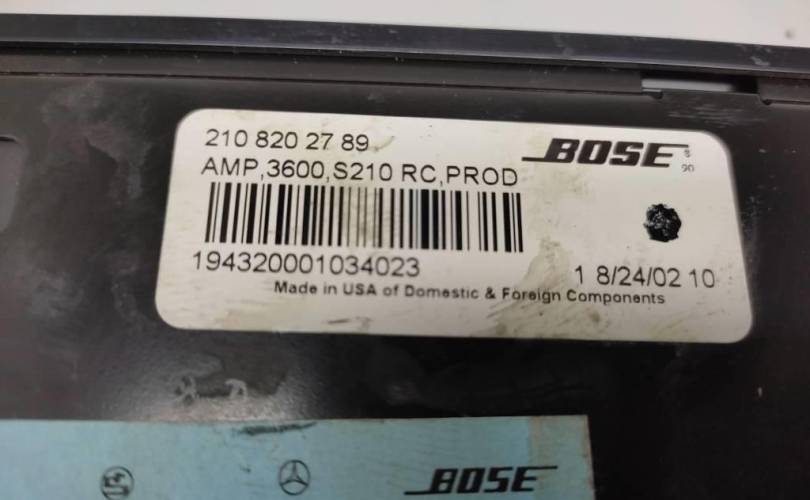 210 820 27 89
BOSE ®
AMP,3600,S210 RC,PROD
90
194320001034023
1 8/24/02 10
Made in USA of Domestic & Foreign Components
BOSE